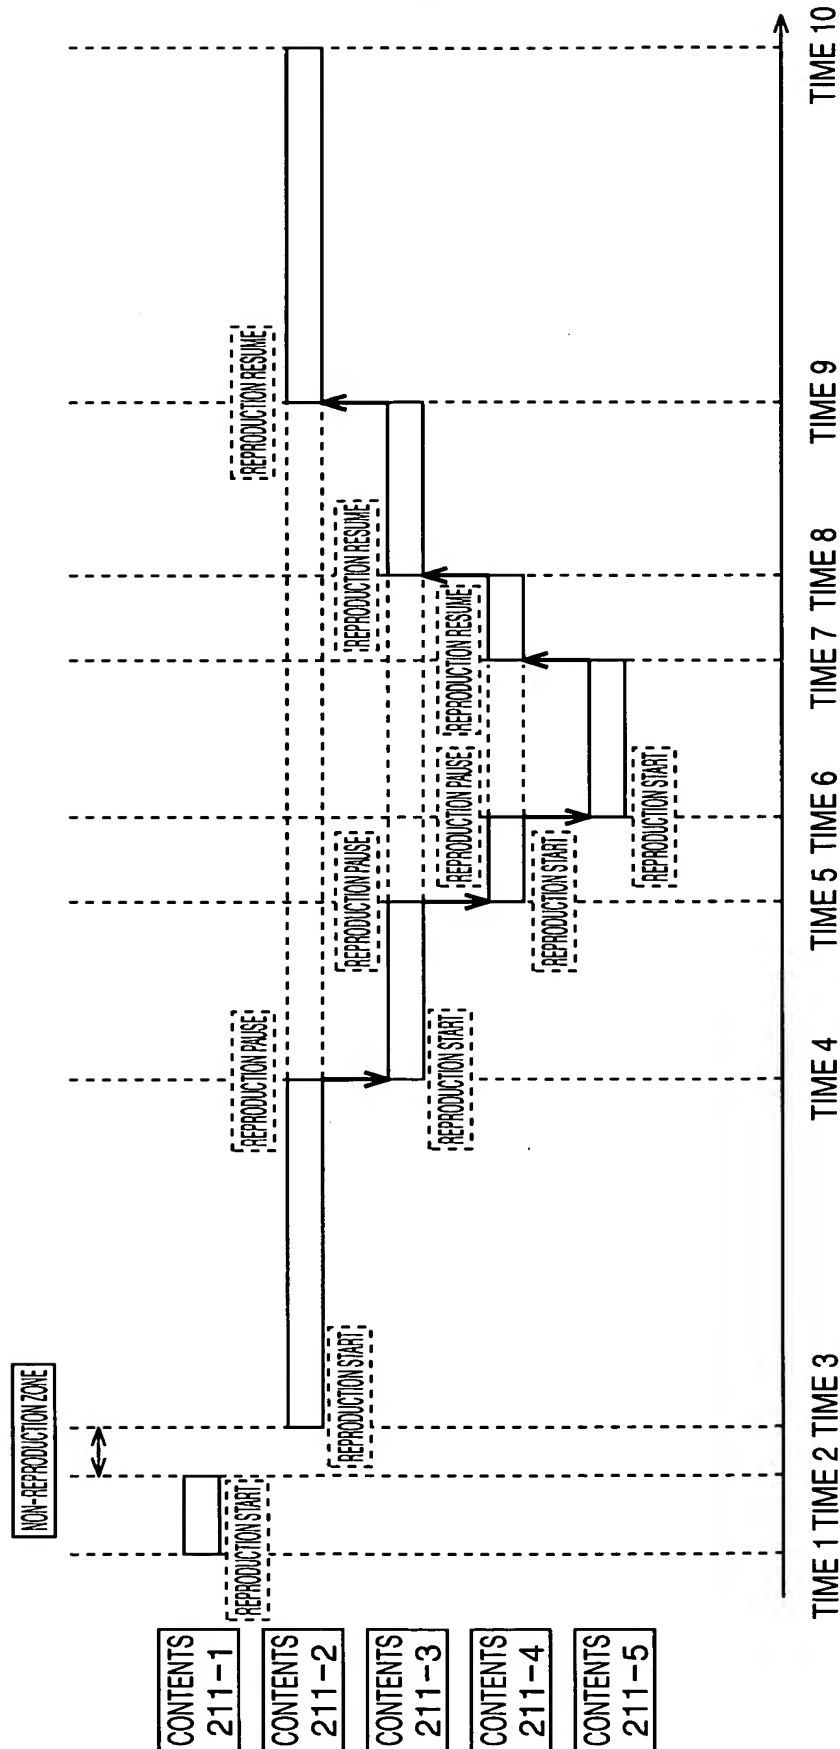 NON-REPRODUCTION ZONE
CONTENTS
211-1
REPRODUCTION START
CONTENTS
211-2
REPRODUCTION START
REPRODUCTION PAUSE
REPRODUCTION RESUME
CONTENTS
211-3
REPRODUCTION START
REPRODUCTION PAUSE
REPRODUCTION RESUME
CONTENTS
211-4
REPRODUCTION START
REPRODUCTION PAUSE
REPRODUCTION RESUME
CONTENTS
211-5
REPRODUCTION START
TIME 1 TIME 2 TIME 3 TIME 4 TIME 5 TIME 6 TIME 7 TIME 8 TIME 9 TIME 10